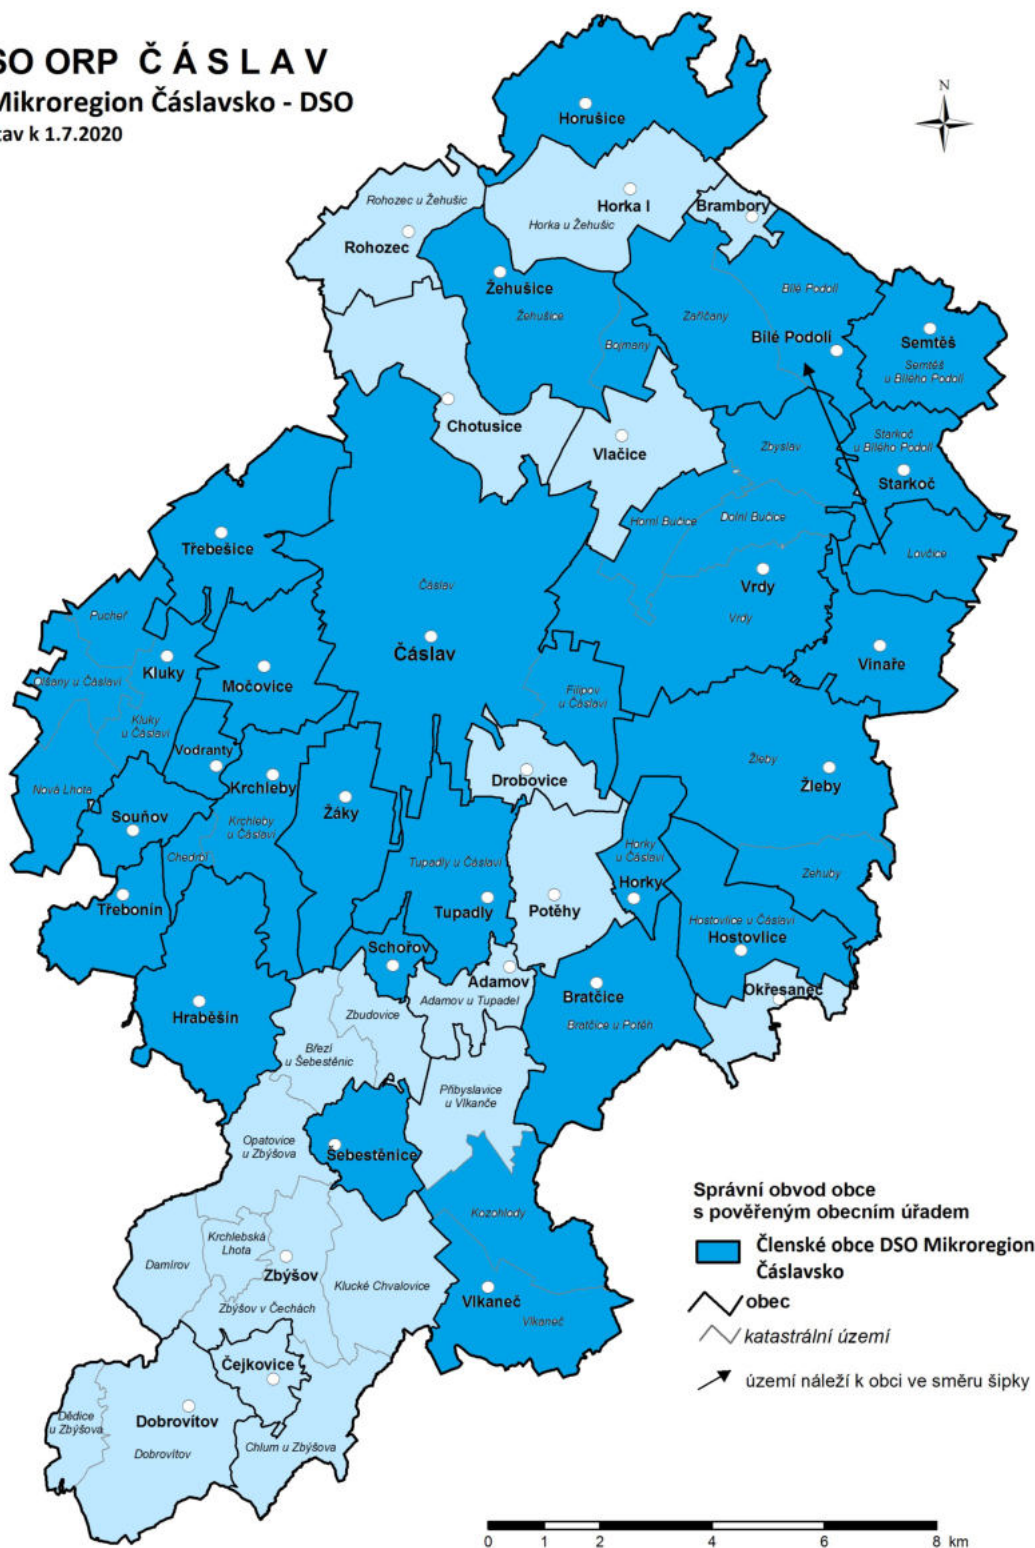 SO ORP ČÁSLAV
Mikroregion Čáslavsko - DSO
tav k 1.7.2020
N
Horušice
Rohozec u Žehušic
Horka I
Brambory
Horka u Žehušic
Rohozec
Žehušice
Žehušice
Bílé Podolí
Zaříčany
Bojmany
Bílé Podolí
Semtěš
Semtěš
u Bílého Podolí
Chotusice
Vlačice
Zbyslav
Starkoč
u Bílého Podolí
Starkoč
Horní Bučice
Dolní Bučice
Třebešice
Lovčice
Čáslav
Vrdy
Vrdy
Pucheř
Čáslav
Kluky
Vinaře
Olšany u Čáslavi
Močovice
Filipov
u Čáslavi
Kluky
u Čáslavi
Vodranty
Žleby
Drobovice
Žleby
Nová Lhota
Krchleby
Souňov
Žáky
Krchleby
u Čáslavi
Chedrbí
Tupadly u Čáslavi
Horky
u Čáslavi
Zehuby
Horky
Třebonín
Tupadly
Potěhy
Hostovlice u Čáslavi
Hostovlice
Schořov
Adamov
Okřesaneč
Bratčice
Adamov u Tupadel
Hraběšín
Zbudovice
Bratčice u Potěh
Březí
u Šebestěnic
Přibyslavice
u Vlkanče
Opatovice
u Zbýšova
Šebestěnice
Kozohlody
Krchlebská
Lhota
Damírov
Zbýšov
Klucké Chvalovice
Zbýšov v Čechách
Vlkaneč
Vlkaneč
Čejkovice
Dědice
u Zbýšova
Dobrovítov
Dobrovítov
Chlum u Zbýšova
Správní obvod obce
s pověřeným obecním úřadem
Členské obce DSO Mikroregion
Čáslavsko
obec
katastrální území
území náleží k obci ve směru šipky
0 1 2 4 6 8 km